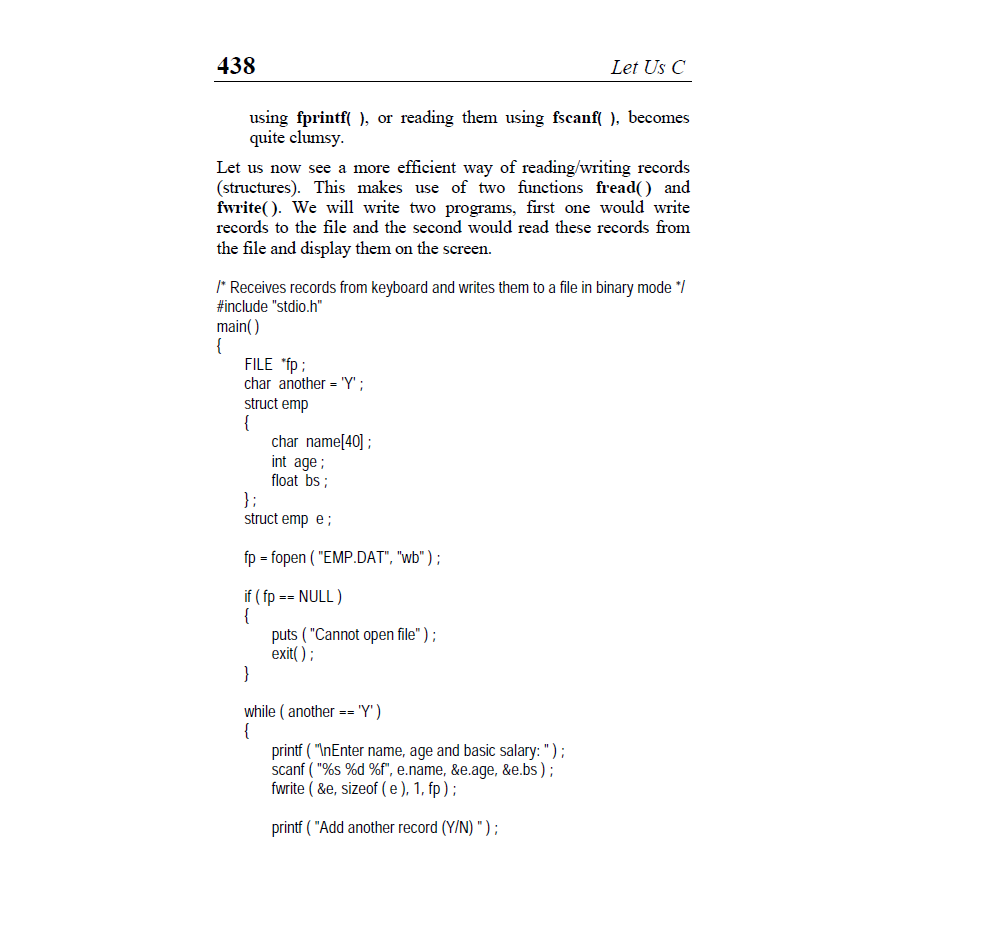 438 Let Us C
using fprintf( ), or reading them using fscanf( ), becomes
quite clumsy.
Let us now see a more efficient way of reading/writing records
(structures). This makes use of two functions fread( ) and
fwrite( ). We will write two programs, first one would write
records to the file and the second would read these records from
the file and display them on the screen.
/* Receives records from keyboard and writes them to a file in binary mode */
#include "stdio.h"
main( )
{
FILE *fp ;
char another = 'Y' ;
struct emp
{
char name[40] ;
int age ;
float bs ;
} ;
struct emp e ;
fp = fopen ( "EMP.DAT", "wb" ) ;
if ( fp == NULL )
{
puts ( "Cannot open file" ) ;
exit( ) ;
}
while ( another == 'Y' )
{
printf ( "\nEnter name, age and basic salary: " ) ;
scanf ( "%s %d %f", e.name, &e.age, &e.bs ) ;
fwrite ( &e, sizeof ( e ), 1, fp ) ;
printf ( "Add another record (Y/N) " ) ;